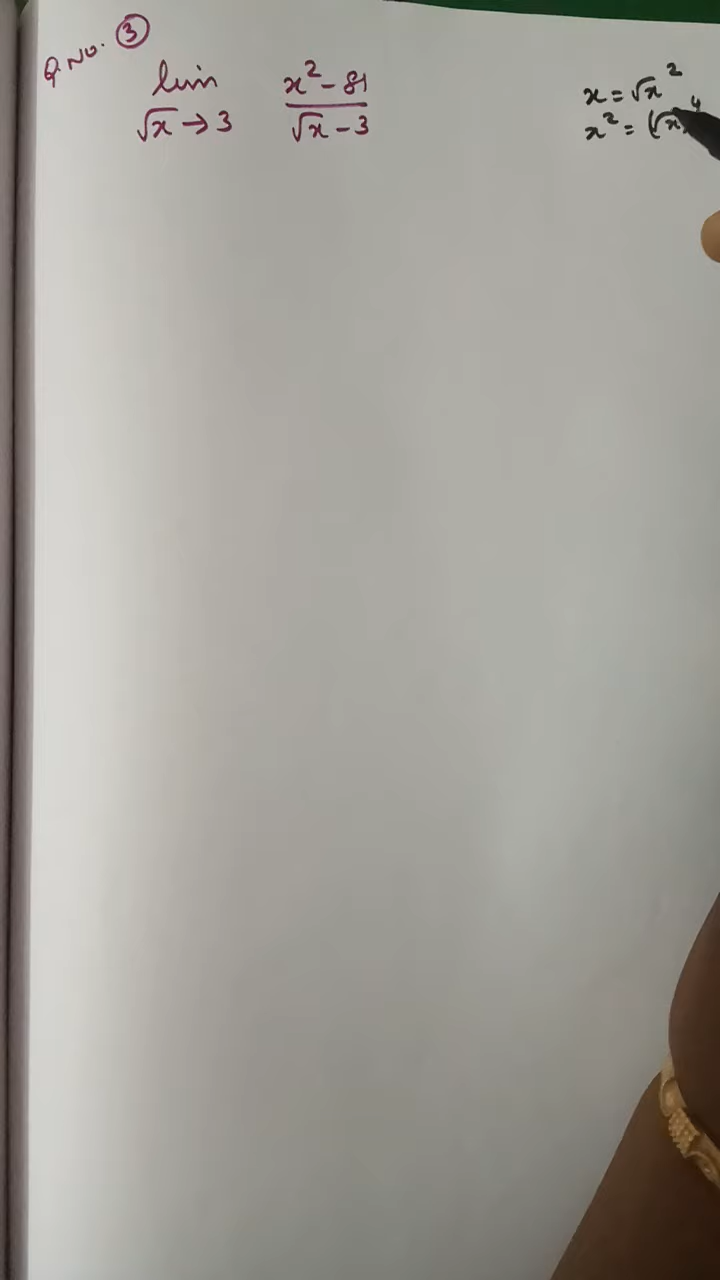 Q.No. ③
lim x² - 81
√x → 3 √x - 3
x = √x²
x² = (√x)⁴